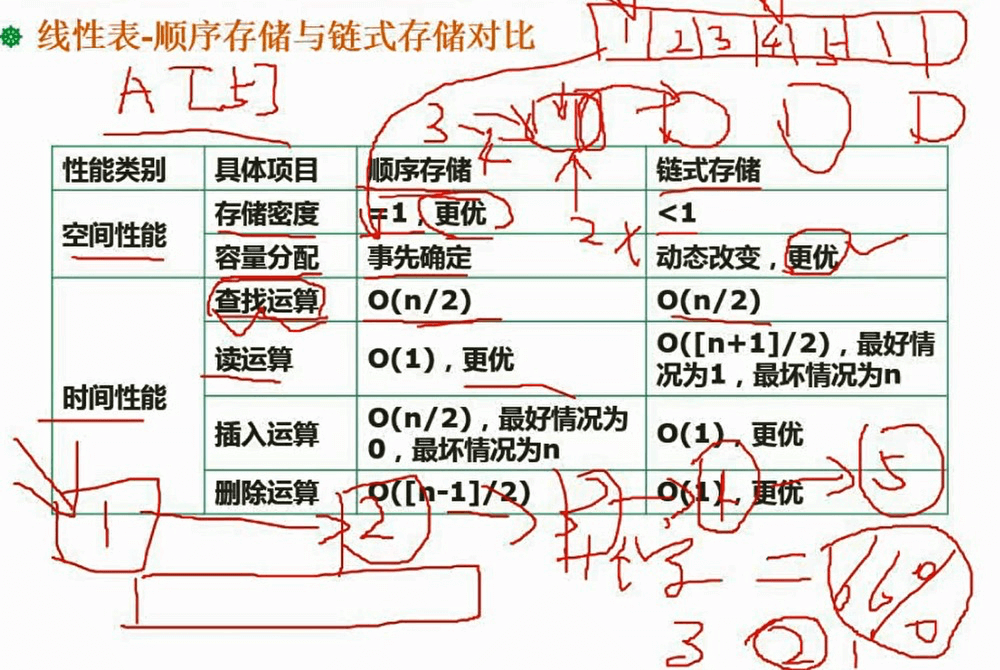 线性表-顺序存储与链式存储对比
1 2 3 4 5
A [5]
3
4
性能类别 具体项目 顺序存储 链式存储
空间性能 存储密度 =1，更优 <1
2 x
容量分配 事先确定 动态改变，更优
时间性能 查找运算 O(n/2) O(n/2)
读运算 O(1)，更优 O([n+1]/2)，最好情况为1，最坏情况为n
插入运算 O(n/2)，最好情况为0，最坏情况为n O(1)，更优
删除运算 O([n-1]/2) O(1)，更优
1 2 5
=
3 2 1